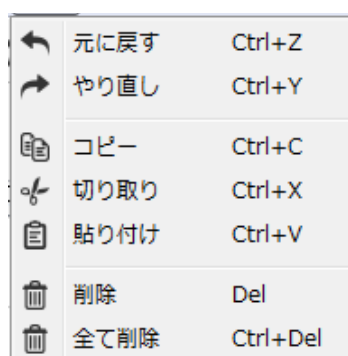 元に戻す Ctrl+Z
やり直し Ctrl+Y
コピー Ctrl+C
切り取り Ctrl+X
貼り付け Ctrl+V
削除 Del
全て削除 Ctrl+Del